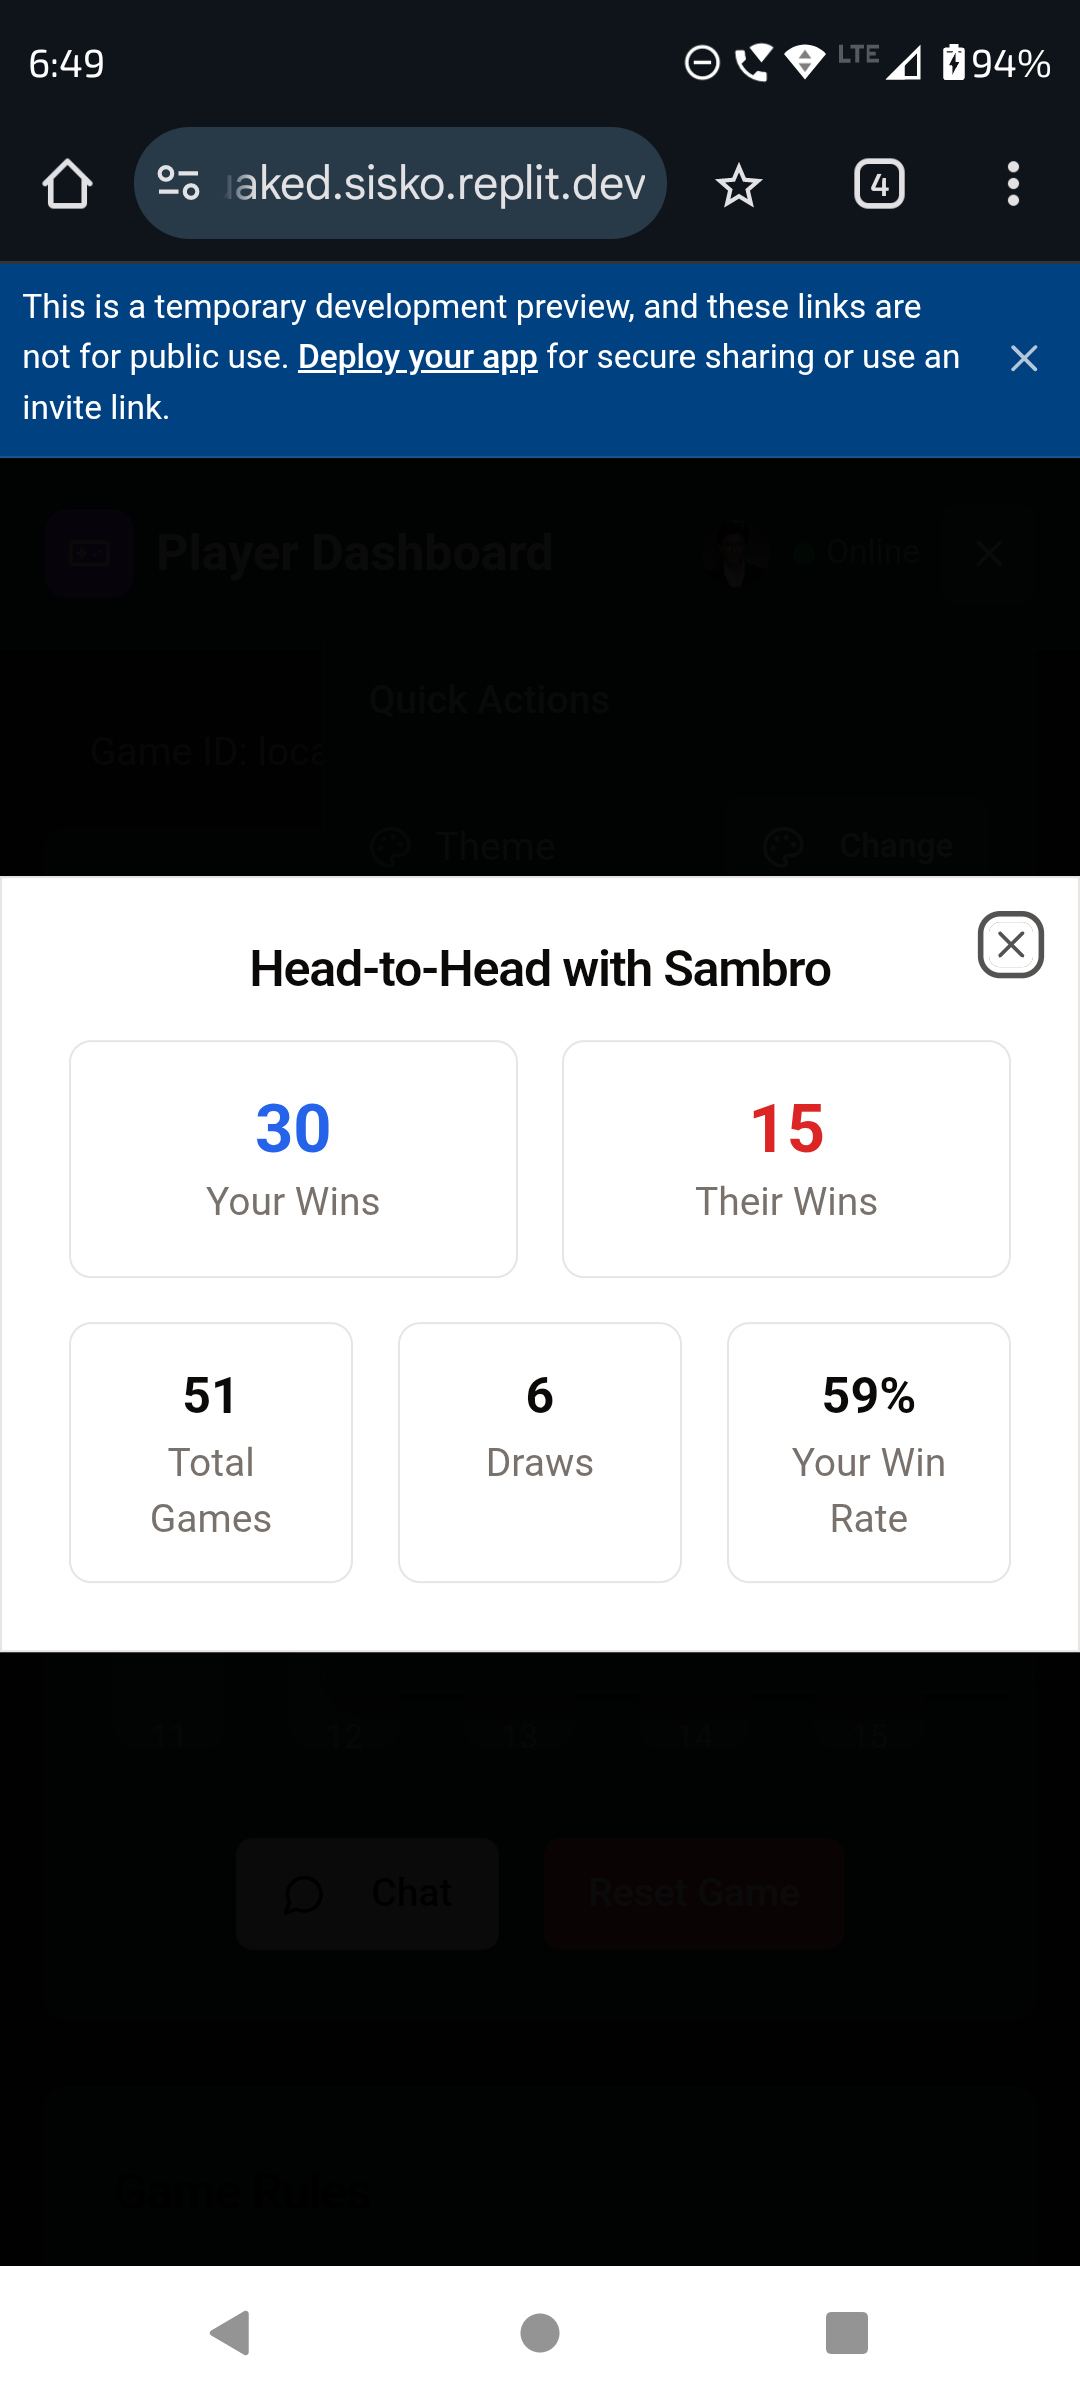 6:49
LTE
94%
aked.sisko.replit.dev
4
This is a temporary development preview, and these links are
not for public use. Deploy your app for secure sharing or use an
invite link.
Player Dashboard
Online
Quick Actions
Game ID: loca
Theme
Change
Head-to-Head with Sambro
30
Your Wins
15
Their Wins
51
Total
Games
6
Draws
59%
Your Win
Rate
11
12
13
14
15
Chat
Reset Game
Game Rules